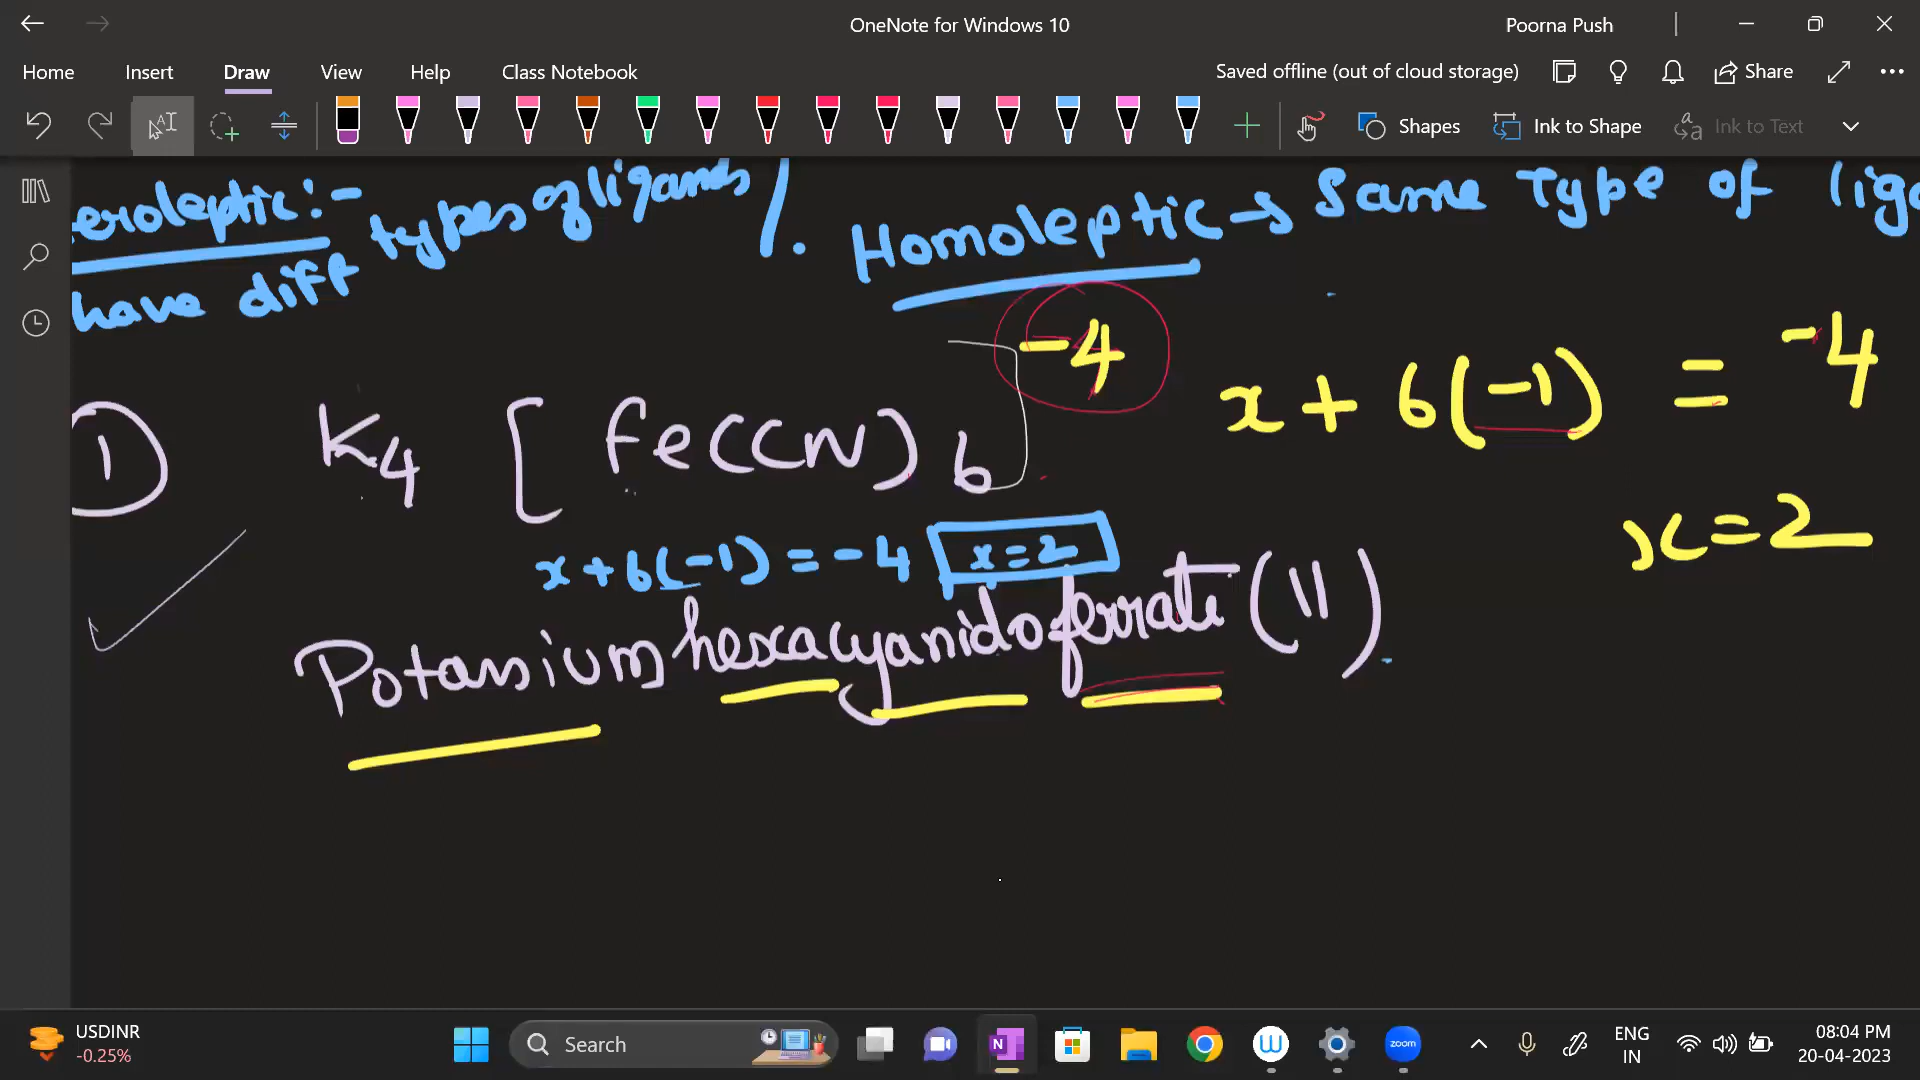 OneNote for Windows 10
Poorna Push
Home Insert Draw View Help Class Notebook
Saved offline (out of cloud storage) Share
Shapes Ink to Shape Ink to Text
eroleptic:- types of ligands
have diff
Homoleptic → Same Type of liga
-4
x + 6(-1) = -4
1 K4 [Fe(CN)6]
x=2
x+6(-1) = -4 x=2
Potassium hexacyanidoferrate (II)
USDINR
-0.25%
Search
zoom
ENG
IN
08:04 PM
20-04-2023